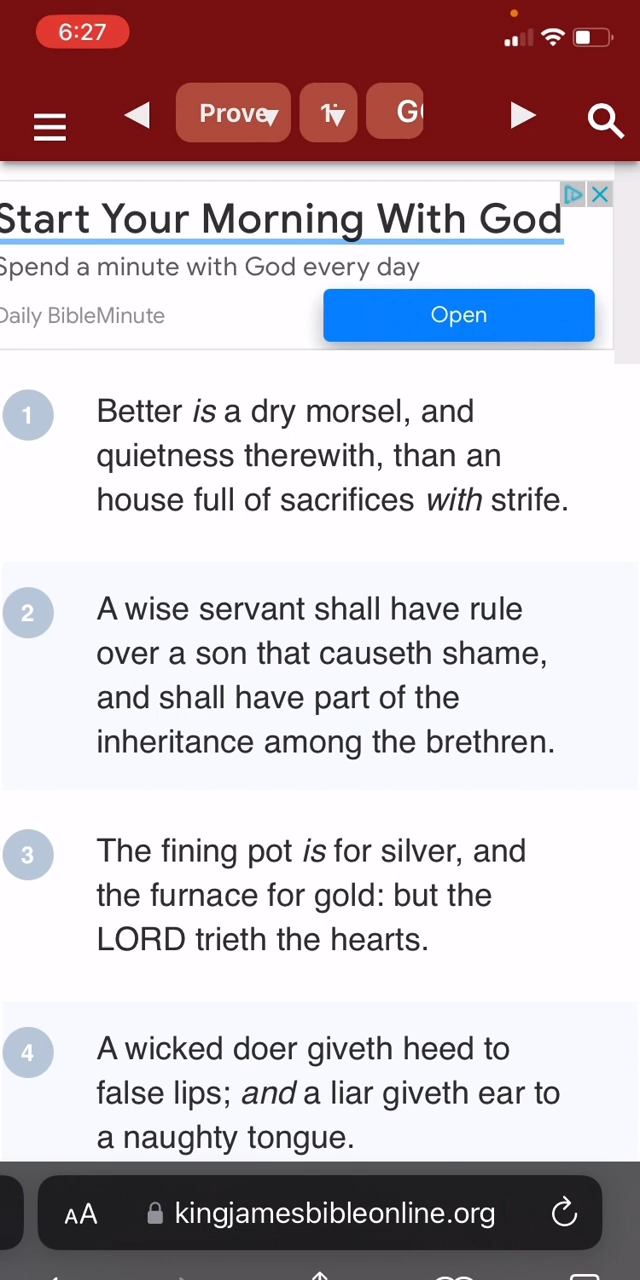 6:27
Prove
Start Your Morning With God
Spend a minute with God every day
Daily BibleMinute
Open
1
Better is a dry morsel, and
quietness therewith, than an
house full of sacrifices with strife.
2
A wise servant shall have rule
over a son that causeth shame,
and shall have part of the
inheritance among the brethren.
3
The fining pot is for silver, and
the furnace for gold: but the
LORD trieth the hearts.
4
A wicked doer giveth heed to
false lips; and a liar giveth ear to
a naughty tongue.
AA kingjamesbibleonline.org